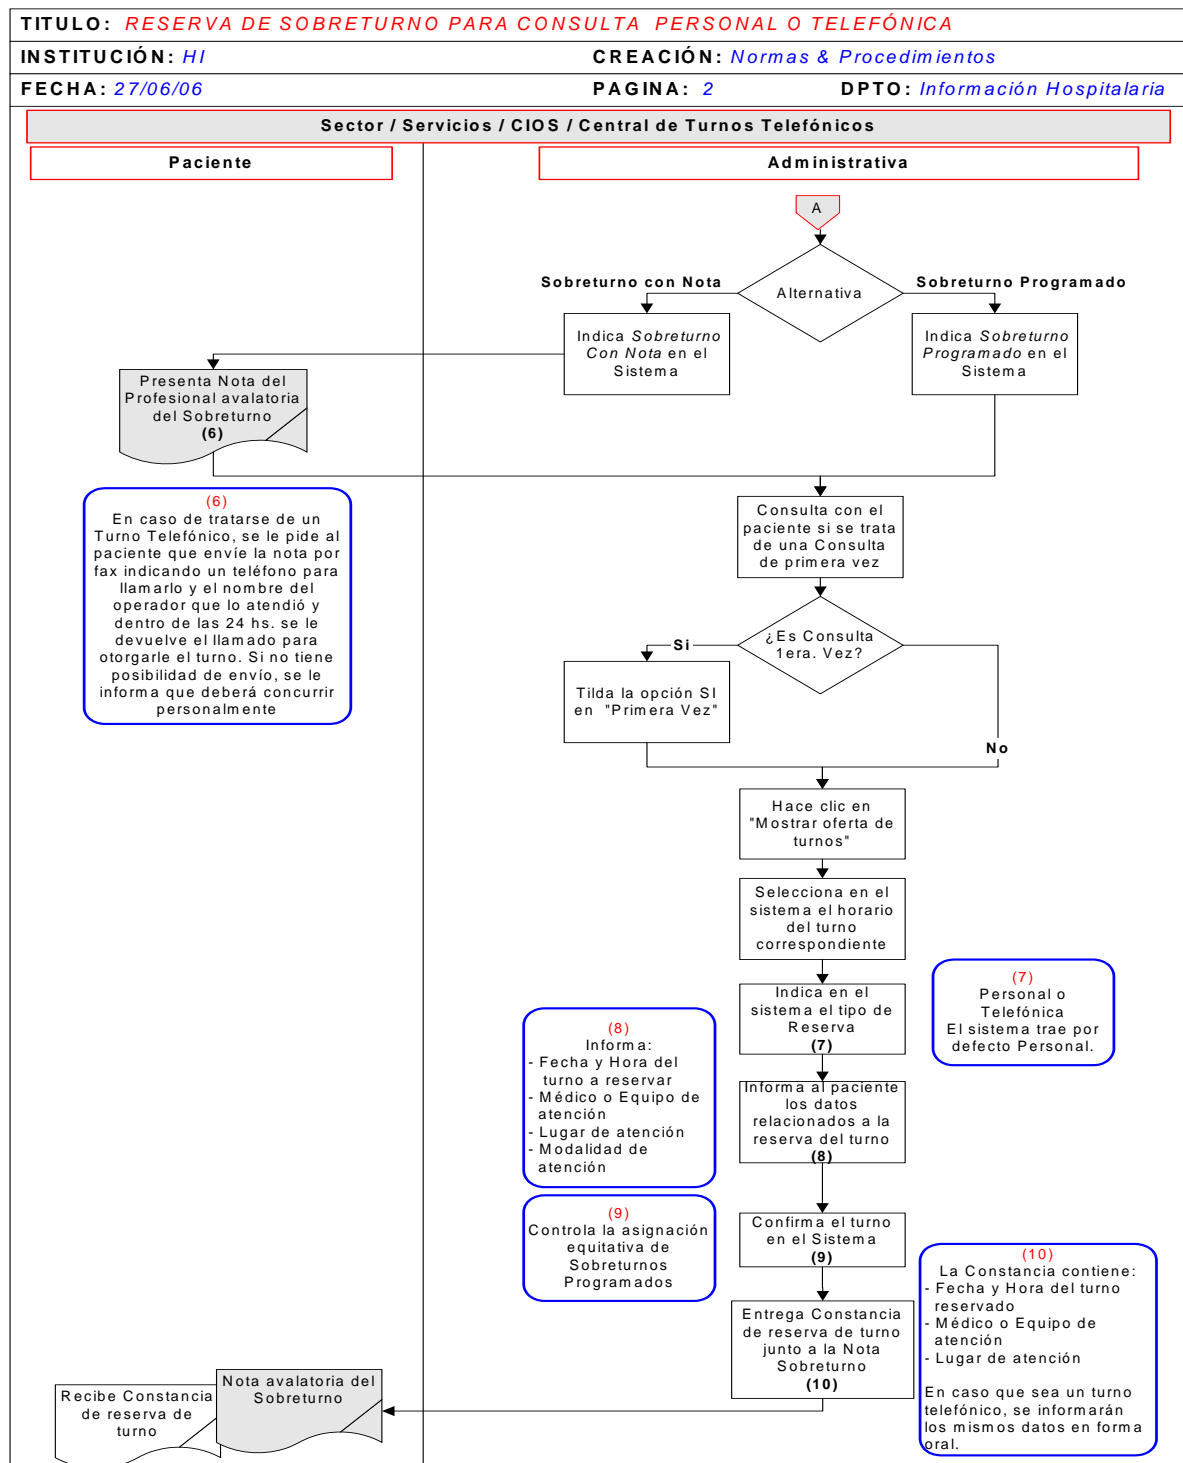 TITULO: RESERVA DE SOBRETURNO PARA CONSULTA PERSONAL O TELEFÓNICA
INSTITUCIÓN: HI
CREACIÓN: Normas & Procedimientos
FECHA: 27/06/06
PAGINA: 2
DPTO: Información Hospitalaria
Sector / Servicios / CIOS / Central de Turnos Telefónicos
Paciente
Administrativa
A
Alternativa
Sobreturno con Nota
Sobreturno Programado
Indica Sobreturno
Con Nota en el
Sistema
Indica Sobreturno
Programado en el
Sistema
Presenta Nota del
Profesional avalatoria
del Sobreturno
(6)
(6)
En caso de tratarse de un
Turno Telefónico, se le pide al
paciente que envíe la nota por
fax indicando un teléfono para
llamarlo y el nombre del
operador que lo atendió y
dentro de las 24 hs. se le
devuelve el llamado para
otorgarle el turno. Si no tiene
posibilidad de envío, se le
informa que deberá concurrir
personalmente
Consulta con el
paciente si se trata
de una Consulta
de primera vez
¿Es Consulta
1era. Vez?
Si
No
Tilda la opción SI
en "Primera Vez"
Hace clic en
"Mostrar oferta de
turnos"
Selecciona en el
sistema el horario
del turno
correspondiente
Indica en el
sistema el tipo de
Reserva
(7)
(7)
Personal o
Telefónica
El sistema trae por
defecto Personal.
Informa al paciente
los datos
relacionados a la
reserva del turno
(8)
(8)
Informa:
- Fecha y Hora del
turno a reservar
- Médico o Equipo de
atención
- Lugar de atención
- Modalidad de
atención
Confirma el turno
en el Sistema
(9)
(9)
Controla la asignación
equitativa de
Sobreturnos
Programados
Entrega Constancia
de reserva de turno
junto a la Nota
Sobreturno
(10)
(10)
La Constancia contiene:
- Fecha y Hora del turno
reservado
- Médico o Equipo de
atención
- Lugar de atención
En caso que sea un turno
telefónico, se informarán
los mismos datos en forma
oral.
Nota avalatoria del
Sobreturno
Recibe Constancia
de reserva de
turno